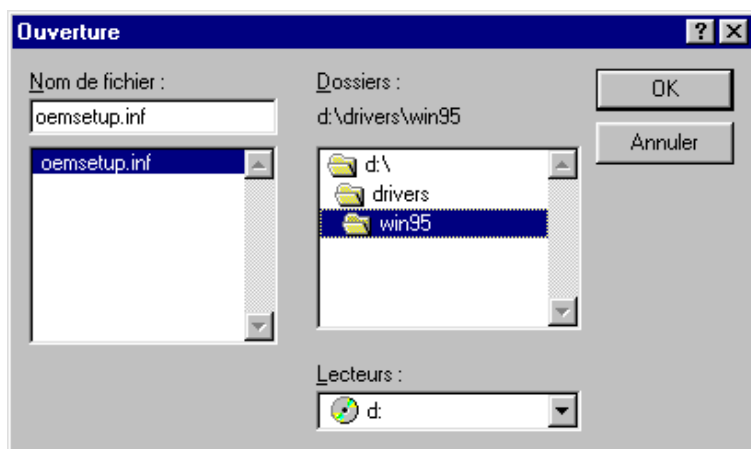 Ouverture
Nom de fichier :
oemsetup.inf
oemsetup.inf
Dossiers :
d:\drivers\win95
d:\
drivers
win95
Lecteurs :
d:
OK
Annuler